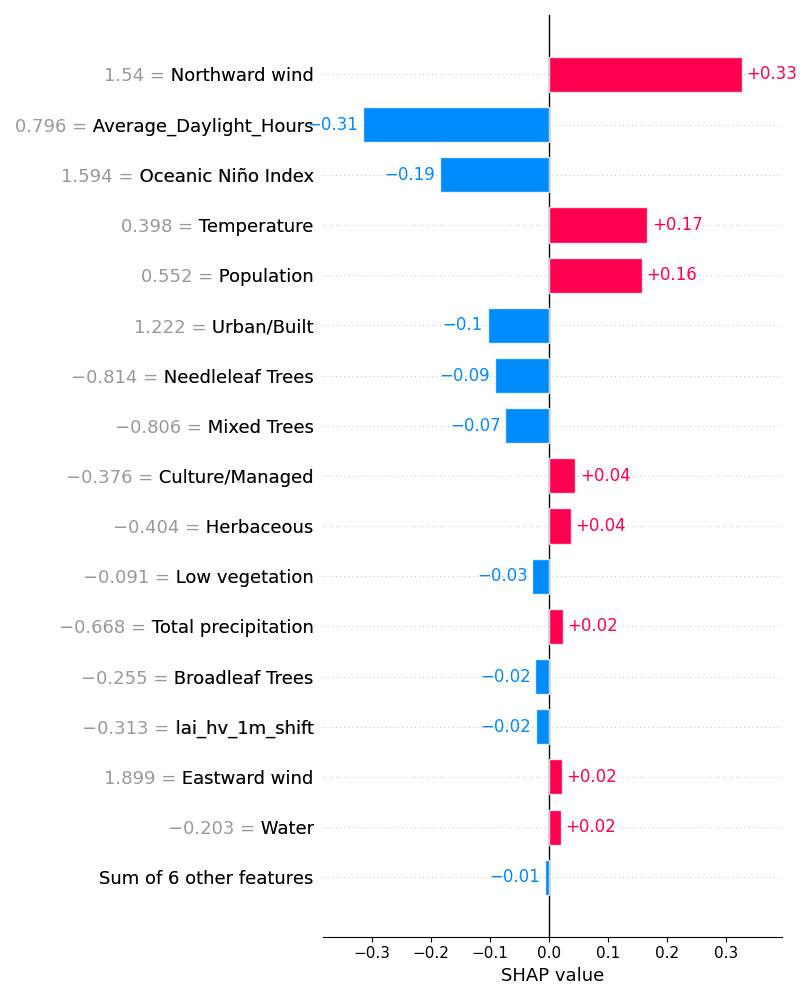 1.54 = Northward wind +0.33
0.796 = Average_Daylight_Hours −0.31
1.594 = Oceanic Niño Index −0.19
0.398 = Temperature +0.17
0.552 = Population +0.16
1.222 = Urban/Built −0.1
−0.814 = Needleleaf Trees −0.09
−0.806 = Mixed Trees −0.07
−0.376 = Culture/Managed +0.04
−0.404 = Herbaceous +0.04
−0.091 = Low vegetation −0.03
−0.668 = Total precipitation +0.02
−0.255 = Broadleaf Trees −0.02
−0.313 = lai_hv_1m_shift −0.02
1.899 = Eastward wind +0.02
−0.203 = Water +0.02
Sum of 6 other features −0.01
−0.3 −0.2 −0.1 0.0 0.1 0.2 0.3
SHAP value